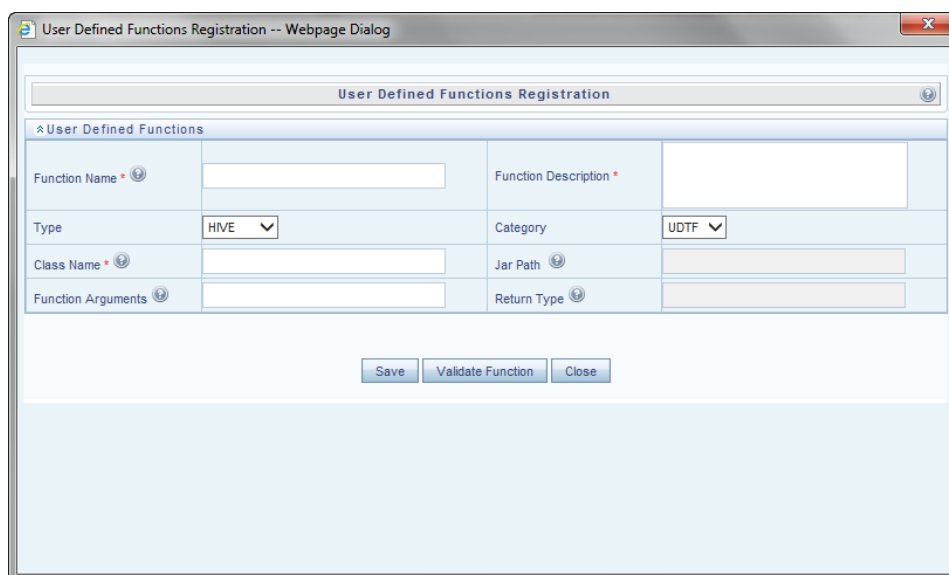 User Defined Functions Registration -- Webpage Dialog
User Defined Functions Registration
User Defined Functions
Function Name *
Function Description *
Type
HIVE
Category
UDTF
Class Name *
Jar Path
Function Arguments
Return Type
Save
Validate Function
Close